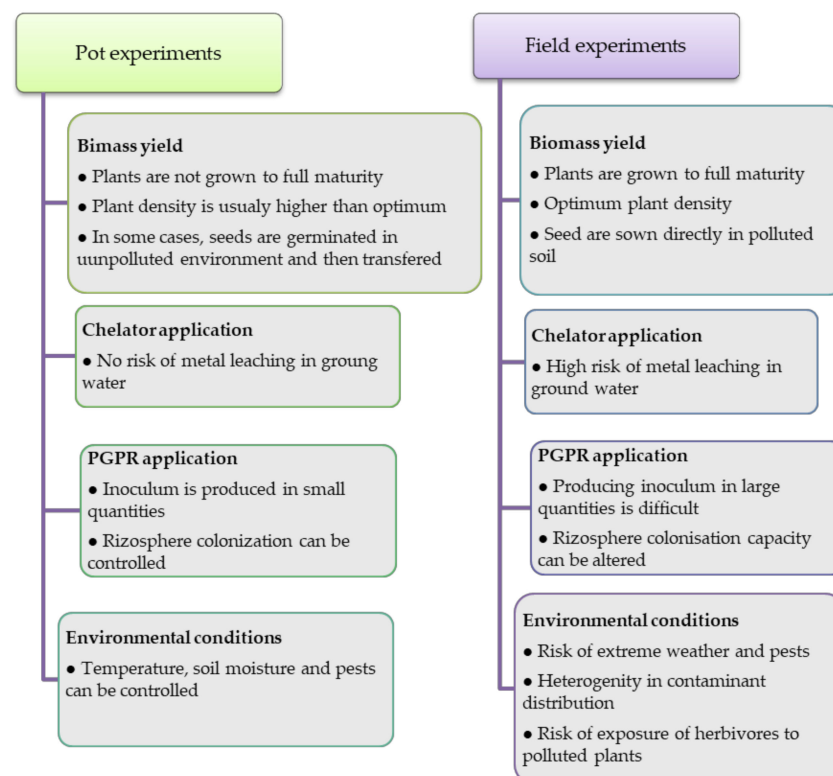 Pot experiments
Bimass yield
● Plants are not grown to full maturity
● Plant density is usualy higher than optimum
● In some cases, seeds are germinated in
uunpolluted environment and then transfered
Chelator application
● No risk of metal leaching in groung
water
PGPR application
● Inoculum is produced in small
quantities
● Rizosphere colonization can be
controlled
Environmental conditions
● Temperature, soil moisture and pests
can be controlled
Field experiments
Biomass yield
● Plants are grown to full maturity
● Optimum plant density
● Seed are sown directly in polluted
soil
Chelator application
● High risk of metal leaching in
ground water
PGPR application
● Producing inoculum in large
quantities is difficult
● Rizosphere colonisation capacity
can be altered
Environmental conditions
● Risk of extreme weather and pests
● Heterogenity in contaminant
distribution
● Risk of exposure of herbivores to
polluted plants